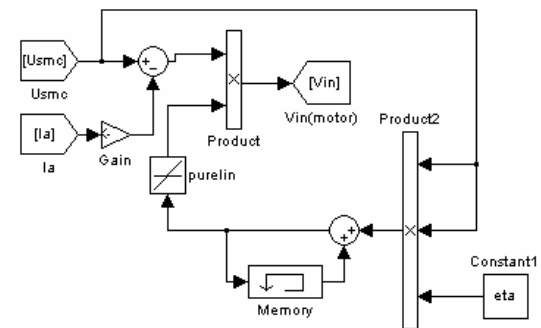 [Usmc]
Usmc
[Ia]
Ia
Gain
Product
[Vin]
Vin(motor)
Product2
purelin
Memory
Constant1
eta